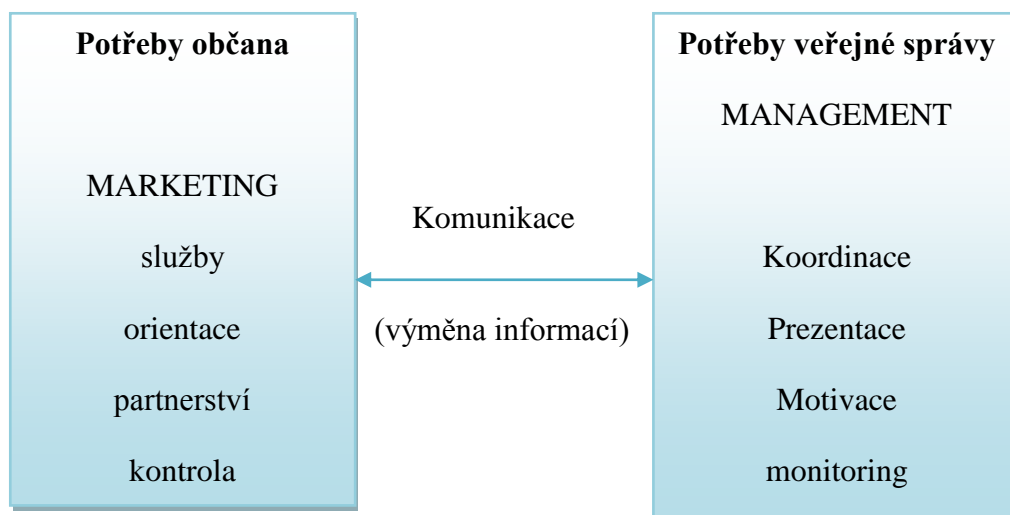 Potřeby občana
MARKETING
služby
orientace
partnerství
kontrola
Komunikace
(výměna informací)
Potřeby veřejné správy
MANAGEMENT
Koordinace
Prezentace
Motivace
monitoring